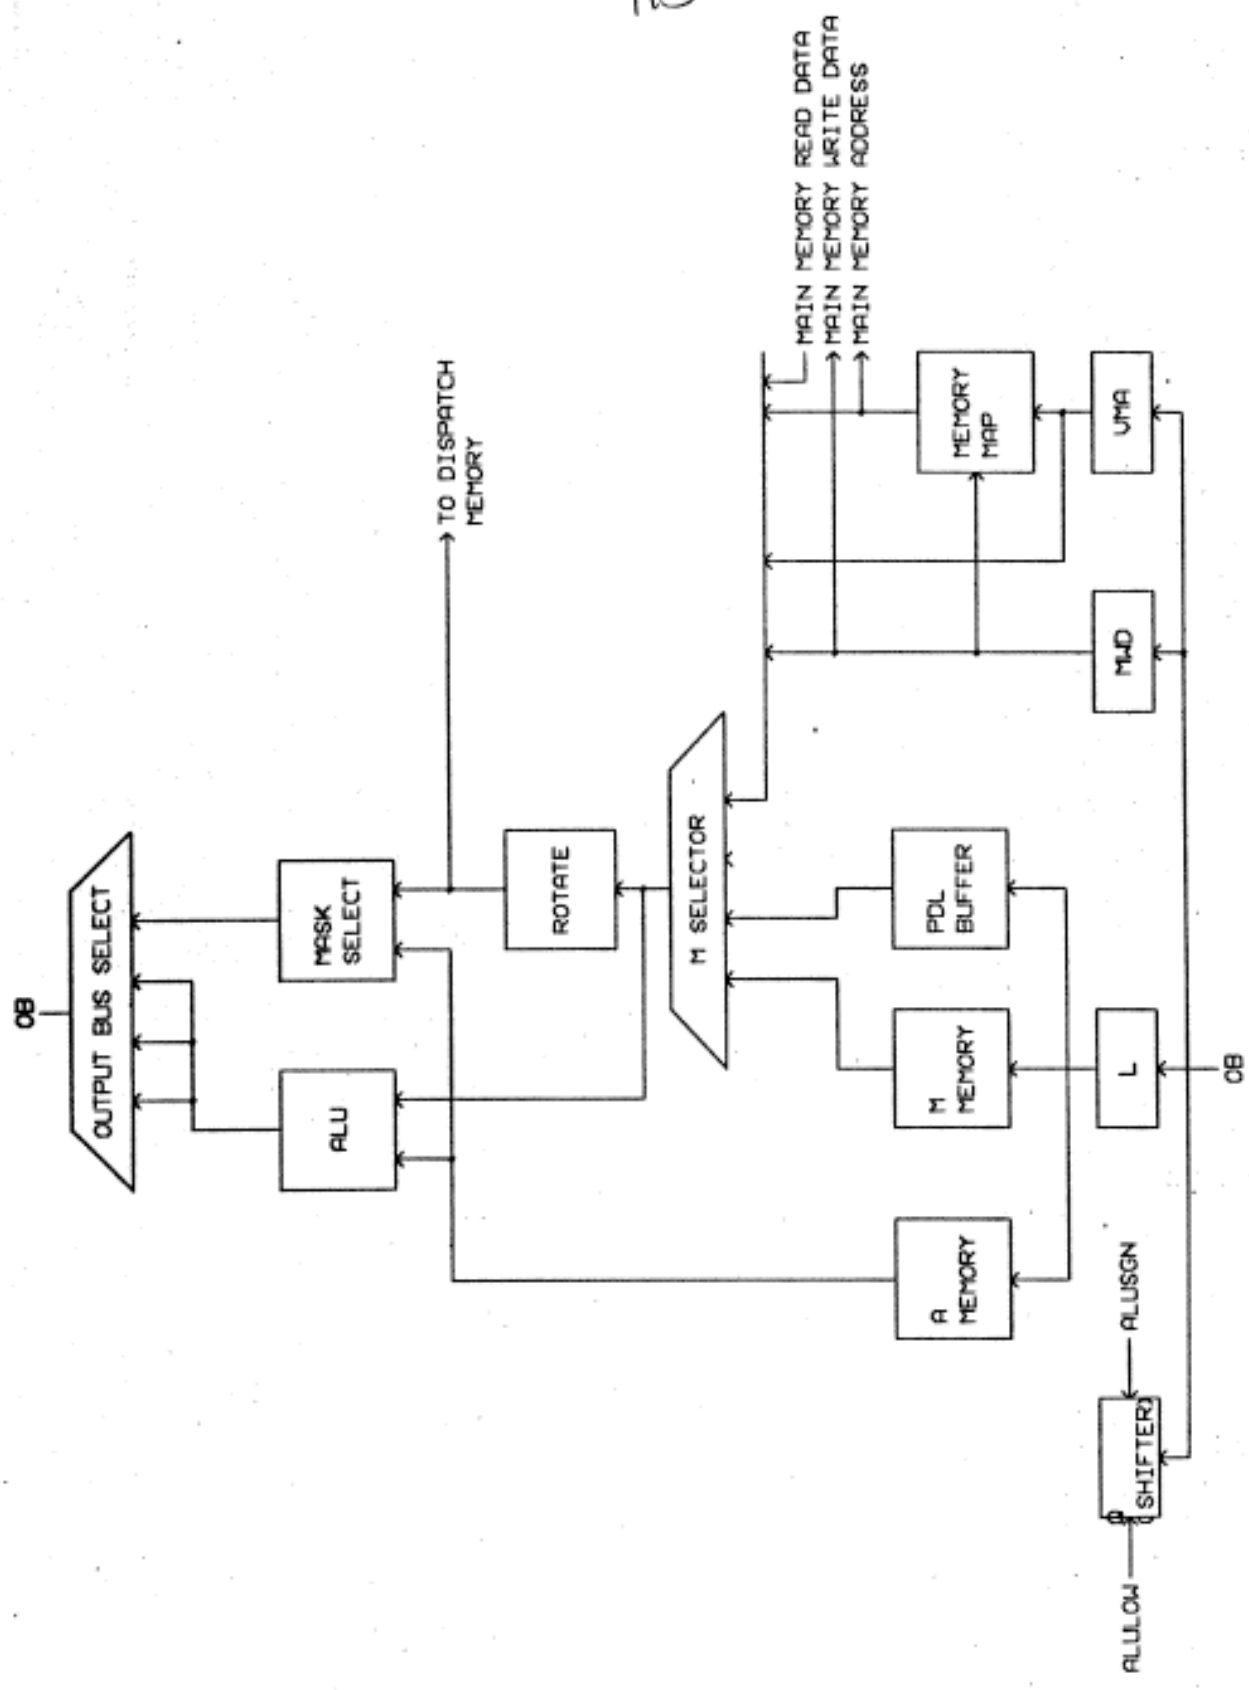 OB
OUTPUT BUS SELECT
MASK
SELECT
ALU
TO DISPATCH
MEMORY
ROTATE
M SELECTOR
MAIN MEMORY READ DATA
MAIN MEMORY WRITE DATA
MAIN MEMORY ADDRESS
A
MEMORY
M
MEMORY
PDL
BUFFER
MEMORY
MAP
ALULOW
Q
(SHIFTER)
ALUSGN
L
MWD
VMA
OB